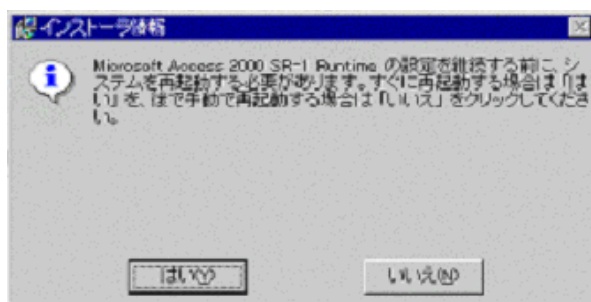 インストーラ情報
Microsoft Access 2000 SR-1 Runtime の設定を継続する前に、シ
ステムを再起動する必要があります。すぐに再起動する場合は「は
い」を、後で手動で再起動する場合は「いいえ」をクリックしてくださ
い。
はい(Y)
いいえ(N)